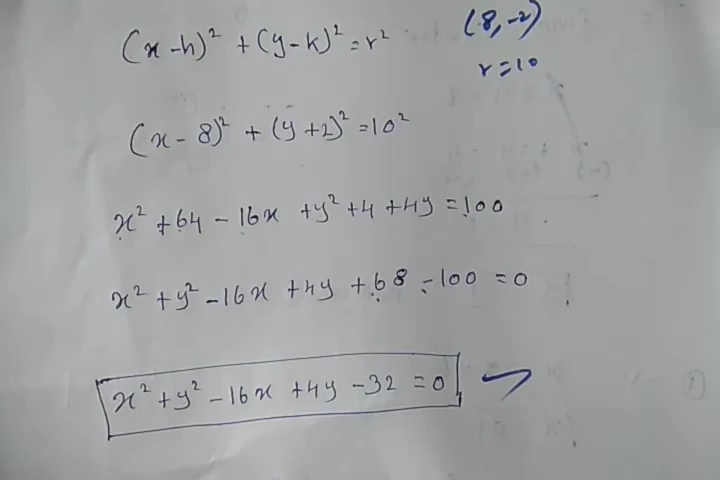 (x-h)² + (y-k)² = r²
(8,-2)
r=10
(x-8)² + (y+2)² = 10²
x² + 64 - 16x + y² + 4 + 4y = 100
x² + y² - 16x + 4y + 68 - 100 = 0
x² + y² - 16x + 4y - 32 = 0